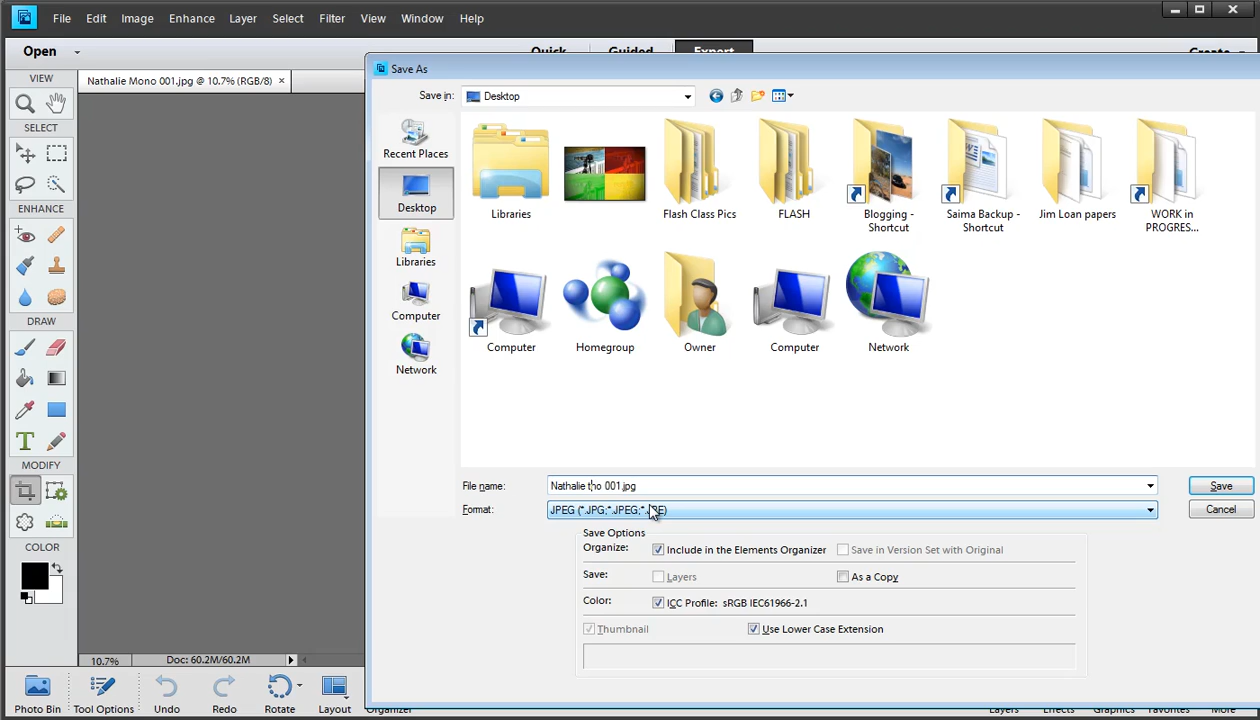 File Edit Image Enhance Layer Select Filter View Window Help
Open Quick Guided Expert Create
VIEW
Nathalie Mono 001.jpg @ 10.7% (RGB/8) ×
SELECT
ENHANCE
DRAW
T
MODIFY
COLOR
10.7% Doc: 60.2M/60.2M
Photo Bin Tool Options Undo Redo Rotate Layout Organizer Layers Effects Graphics Favorites More
Save As
Save in: Desktop
Recent Places
Desktop
Libraries
Computer
Network
Libraries
Flash Class Pics
FLASH
Blogging -
Shortcut
Saima Backup -
Shortcut
Jim Loan papers
WORK in
PROGRES...
Computer
Homegroup
Owner
Computer
Network
File name: Nathalie tho 001.jpg Save
Format: JPEG (*.JPG;*.JPEG;*.JPE) Cancel
Save Options
Organize: Include in the Elements Organizer Save in Version Set with Original
Save: Layers As a Copy
Color: ICC Profile: sRGB IEC61966-2.1
Thumbnail Use Lower Case Extension